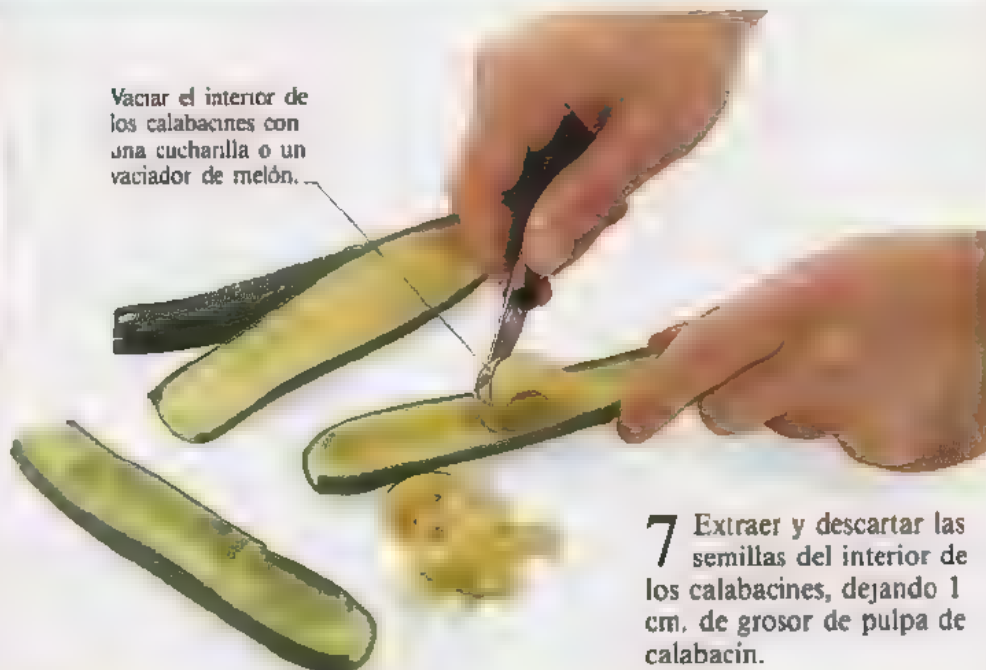 Vaciar el interior de
los calabacines con
una cucharilla o un
vaciador de melón.
7 Extraer y descartar las
semillas del interior de
los calabacines, dejando 1
cm. de grosor de pulpa de
calabacin.